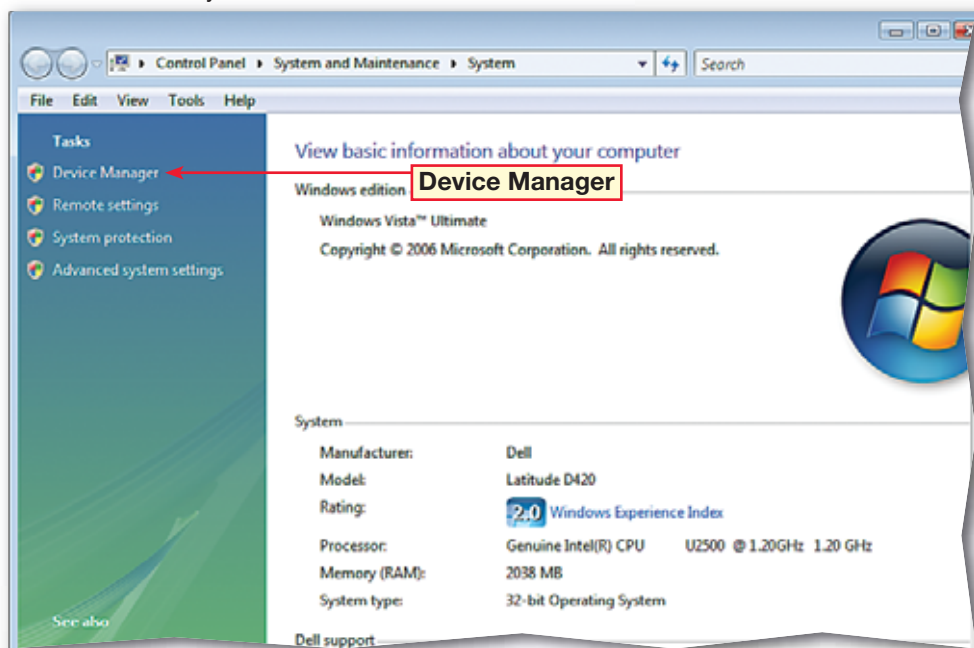 Control Panel System and Maintenance System Search
File Edit View Tools Help
Tasks
Device Manager
Remote settings
System protection
Advanced system settings
See also
View basic information about your computer
Device Manager
Windows edition
Windows Vista™ Ultimate
Copyright © 2006 Microsoft Corporation. All rights reserved.
System
Manufacturer: Dell
Model: Latitude D420
Rating: 2.0 Windows Experience Index
Processor: Genuine Intel(R) CPU U2500 @ 1.20GHz 1.20 GHz
Memory (RAM): 2038 MB
System type: 32-bit Operating System
Dell support